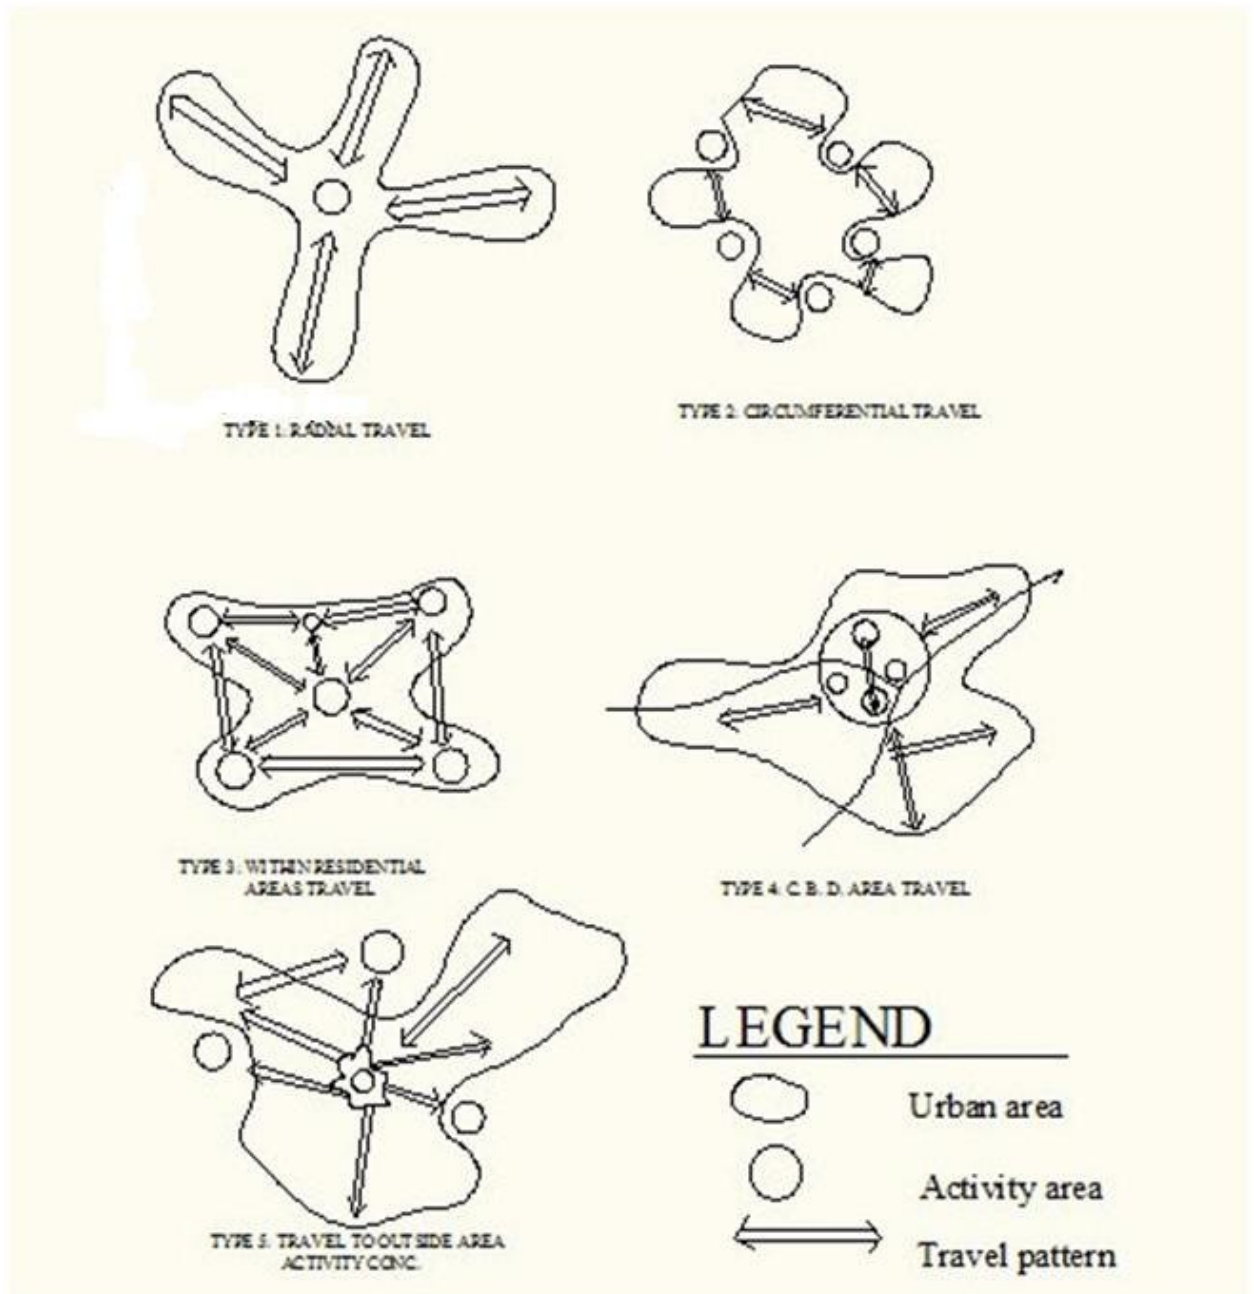 TYPE 1: RADIAL TRAVEL
TYPE 2: CIRCUMFERENTIAL TRAVEL
TYPE 3: WITHIN RESIDENTIAL
AREAS TRAVEL
TYPE 4: C. B. D. AREA TRAVEL
TYPE 5: TRAVEL TO OUT SIDE AREA
ACTIVITY CONC.
LEGEND
Urban area
Activity area
Travel pattern